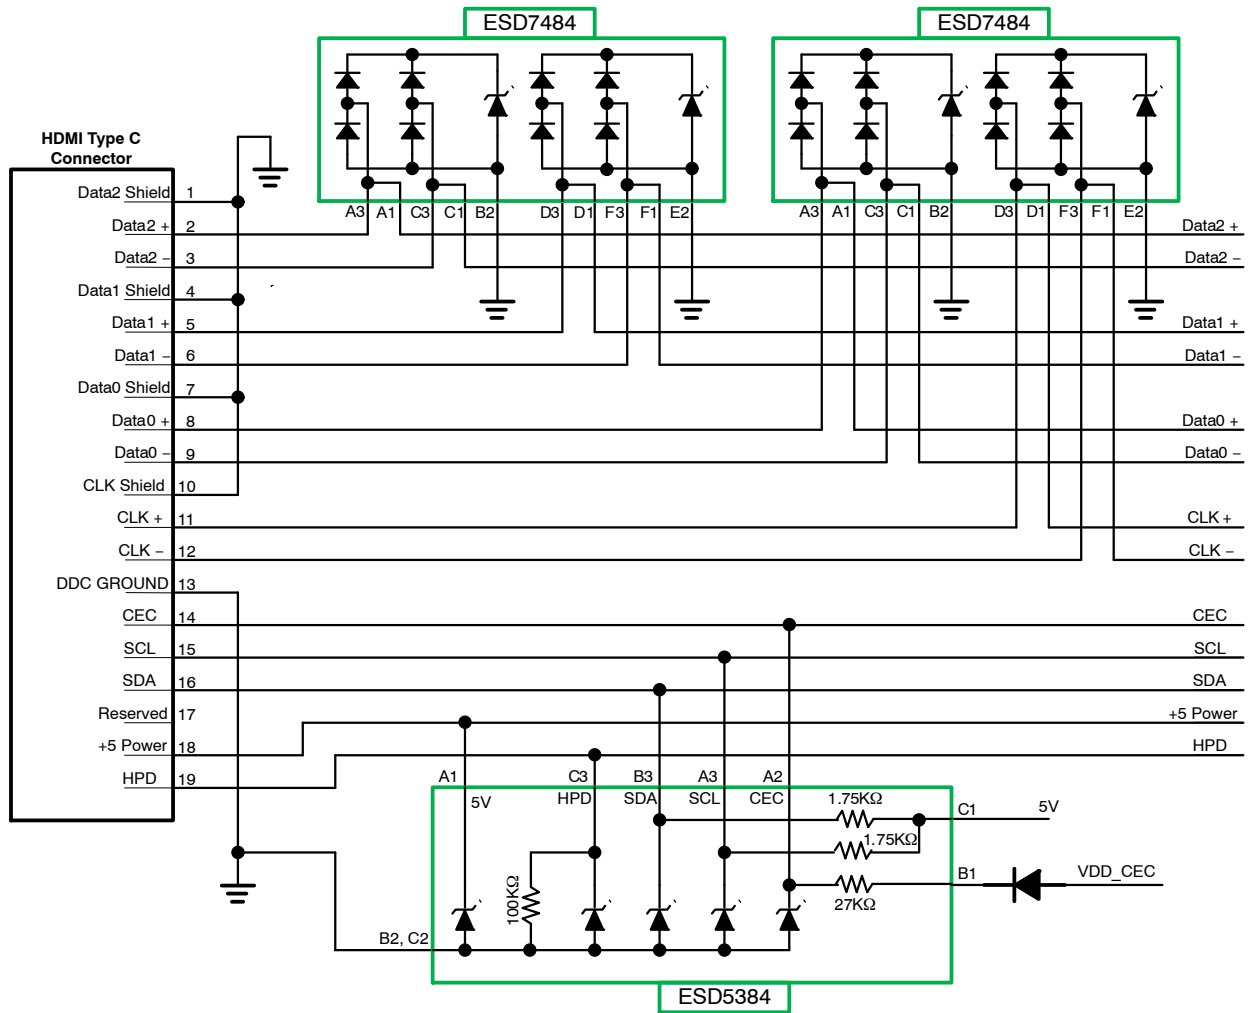 ESD7484
ESD7484
HDMI Type C
Connector
Data2 Shield 1
Data2 + 2
Data2 − 3
Data1 Shield 4
Data1 + 5
Data1 − 6
Data0 Shield 7
Data0 + 8
Data0 − 9
CLK Shield 10
CLK + 11
CLK − 12
DDC GROUND 13
CEC 14
SCL 15
SDA 16
Reserved 17
+5 Power 18
HPD 19
A3 A1 C3 C1 B2 D3 D1 F3 F1 E2
A3 A1 C3 C1 B2 D3 D1 F3 F1 E2
Data2 +
Data2 −
Data1 +
Data1 −
Data0 +
Data0 −
CLK +
CLK −
CEC
SCL
SDA
+5 Power
HPD
A1 C3 B3 A3 A2
5V HPD SDA SCL CEC
1.75KΩ
C1 5V
1.75KΩ
B1 VDD_CEC
27KΩ
100KΩ
B2, C2
ESD5384